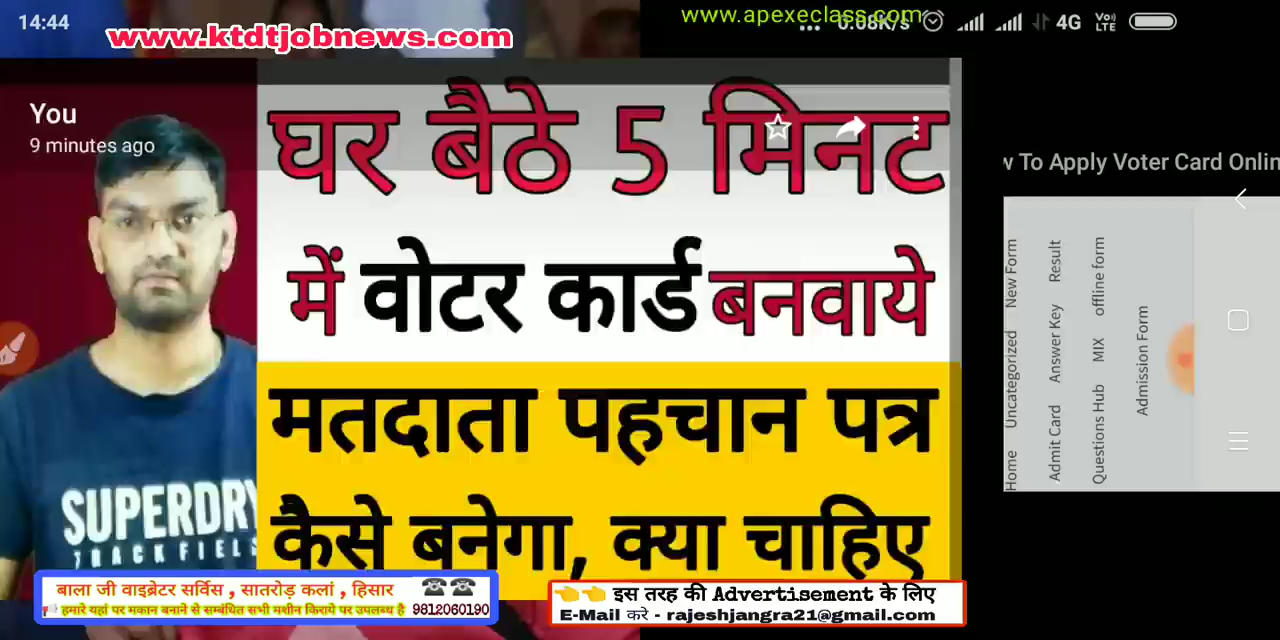 14:44
www.ktdtjobnews.com
www.apexeclass.com
... 0.08K/s 4G VoLTE
You
9 minutes ago
घर बैठे 5 मिनट
में वोटर कार्ड बनवाये
मतदाता पहचान पत्र
कैसे बनेगा, क्या चाहिए
SUPERDRY
TRACK FIEL
To Apply Voter Card Onlin
Home Uncategorized New Form
Admit Card Answer Key Result
Questions Hub MIX offline form
Admission Form
बाला जी वाइब्रेटर सर्विस , सातरोड़ कलां , हिसार
हमारे यहां पर मकान बनाने से सम्बंधित सभी मशीन किराये पर उपलब्ध है 9812060190
इस तरह की Advertisement के लिए
E-Mail करे - rajeshjangra21@gmail.com